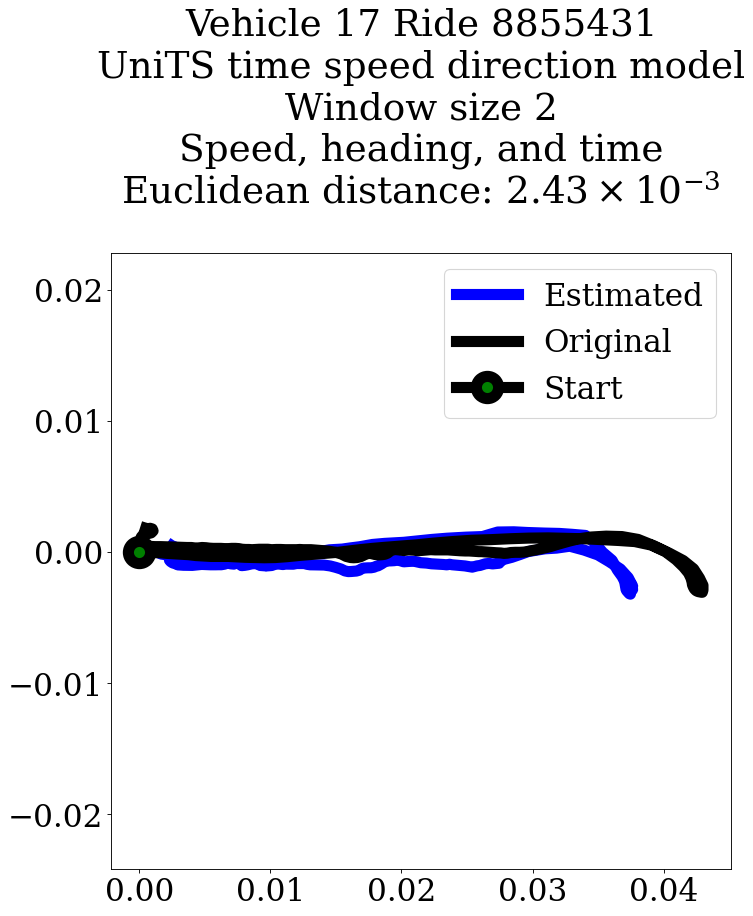 Vehicle 17 Ride 8855431
UniTS time speed direction model
Window size 2
Speed, heading, and time
Euclidean distance: 2.43 × 10⁻³
Estimated
Original
Start
0.02
0.01
0.00
−0.01
−0.02
0.00 0.01 0.02 0.03 0.04